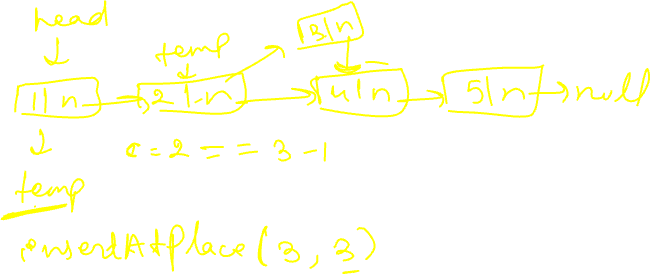 head
3|n
temp
1|n 2|n 4|n 5|n null
c=2 == 3-1
temp
insertAtPlace(3, 3)